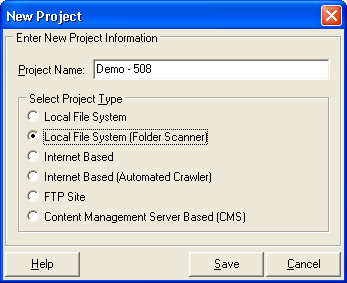 New Project
Enter New Project Information
Project Name: Demo - 508
Select Project Type
Local File System
Local File System (Folder Scanner)
Internet Based
Internet Based (Automated Crawler)
FTP Site
Content Management Server Based (CMS)
Help Save Cancel